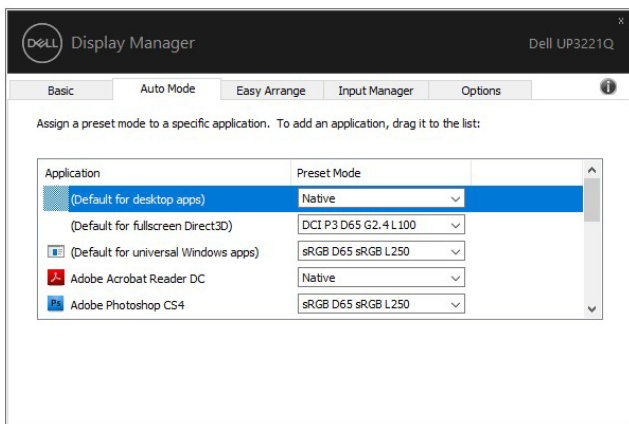 DELL Display Manager Dell UP3221Q
x
Basic Auto Mode Easy Arrange Input Manager Options
Assign a preset mode to a specific application. To add an application, drag it to the list:
Application Preset Mode
(Default for desktop apps) Native
(Default for fullscreen Direct3D) DCI P3 D65 G2.4 L100
(Default for universal Windows apps) sRGB D65 sRGB L250
Adobe Acrobat Reader DC Native
Ps Adobe Photoshop CS4 sRGB D65 sRGB L250